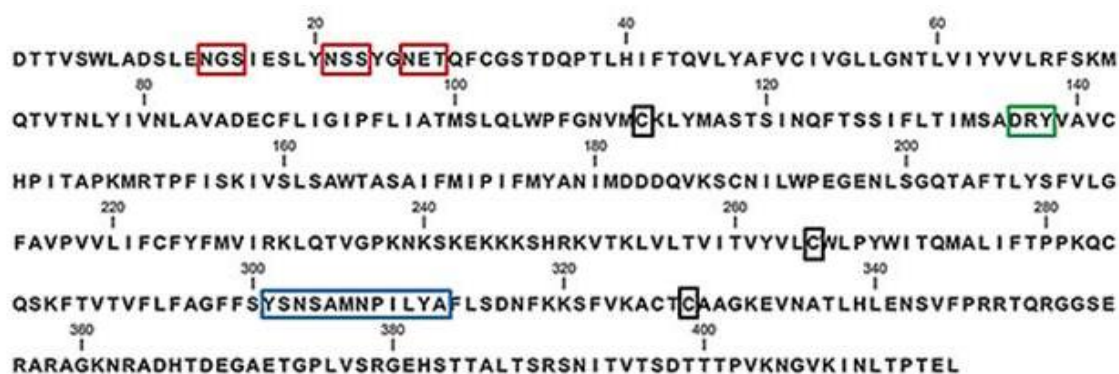 20 40 60
DTTVSWLADSLENGSIESLYNSSYGNETQFCGSTDQPTLHIFTQVLYAFVCIVGLLGNTLVIYVVLRFSKM
80 100 120 140
QTVTNLYIVNLAVADECFLIGIPFLIATMSLQLWPFGNVMCKLYMASTSINQFTSSIFLTIMSADRYVAVC
160 180 200
HPITAPKMRTPFISKIVSLSAWTASAIFMIPIFMYANIMDDDQVKSCNILWPEGENLSGQTAFTLYSFVLG
220 240 260 280
FAVPVVLIFCFYFMVIRKLQTVGPKNKSKEKKKSHRKVTKLVLTVITVYVLCWLPYWITQMALIFTPPKQC
300 320 340
QSKFTVTVFLFAGFFSYSNSAMNPILYAFLSDNFKKSFVKACTCAAGKEVNATLHLENSVFPRRTQRGGSE
360 380 400
RARAGKNRADHTDEGAETGPLVSRGEHSTTALTSRSNITVTSDTTTPVKNGVKINLTPTEL